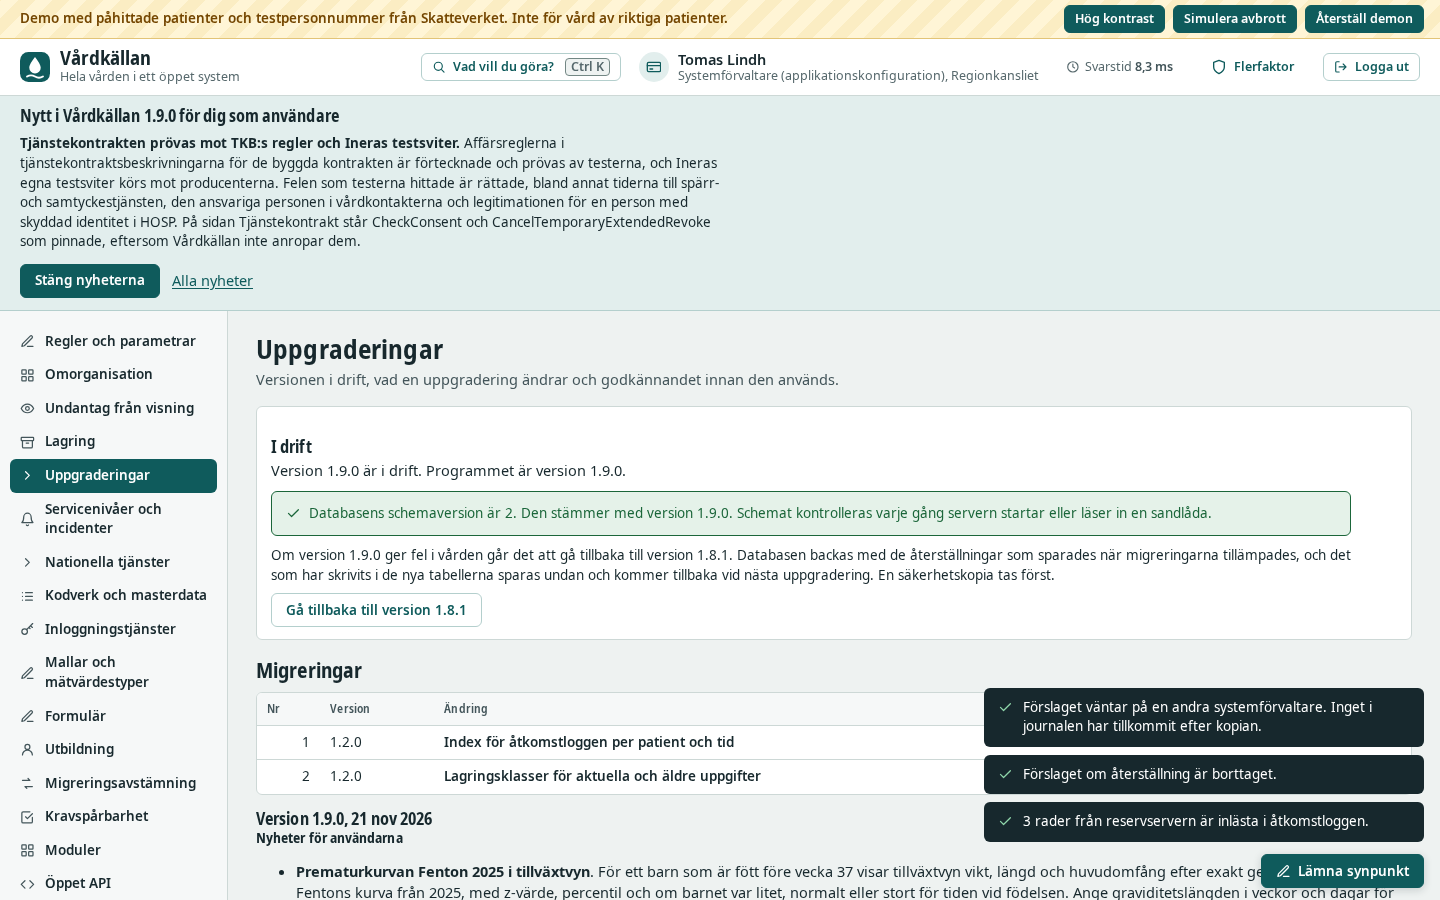 Demo med påhittade patienter och testpersonnummer från Skatteverket. Inte för vård av riktiga patienter.
Hög kontrast
Simulera avbrott
Återställ demon
Vårdkällan
Hela vården i ett öppet system
Vad vill du göra? Ctrl K
Tomas Lindh
Systemförvaltare (applikationskonfiguration), Regionkansliet
Svarstid 8,3 ms
Flerfaktor
Logga ut
Nytt i Vårdkällan 1.9.0 för dig som användare
Tjänstekontrakten prövas mot TKB:s regler och Ineras testsviter. Affärsreglerna i
tjänstekontraktsbeskrivningarna för de byggda kontrakten är förtecknade och prövas av testerna, och Ineras
egna testsviter körs mot producenterna. Felen som testerna hittade är rättade, bland annat tiderna till spärr-
och samtyckestjänsten, den ansvariga personen i vårdkontakterna och legitimationen för en person med
skyddad identitet i HOSP. På sidan Tjänstekontrakt står CheckConsent och CancelTemporaryExtendedRevoke
som pinnade, eftersom Vårdkällan inte anropar dem.
Stäng nyheterna
Alla nyheter
Regler och parametrar
Omorganisation
Undantag från visning
Lagring
Uppgraderingar
Servicenivåer och
incidenter
Nationella tjänster
Kodverk och masterdata
Inloggningstjänster
Mallar och
mätvärdestyper
Formulär
Utbildning
Migreringsavstämning
Kravspårbarhet
Moduler
Öppet API
Uppgraderingar
Versionen i drift, vad en uppgradering ändrar och godkännandet innan den används.
I drift
Version 1.9.0 är i drift. Programmet är version 1.9.0.
Databasens schemaversion är 2. Den stämmer med version 1.9.0. Schemat kontrolleras varje gång servern startar eller läser in en sandlåda.
Om version 1.9.0 ger fel i vården går det att gå tillbaka till version 1.8.1. Databasen backas med de återställningar som sparades när migreringarna tillämpades, och det
som har skrivits i de nya tabellerna sparas undan och kommer tillbaka vid nästa uppgradering. En säkerhetskopia tas först.
Gå tillbaka till version 1.8.1
Migreringar
Nr Version Ändring
1 1.2.0 Index för åtkomstloggen per patient och tid
2 1.2.0 Lagringsklasser för aktuella och äldre uppgifter
Version 1.9.0, 21 nov 2026
Nyheter för användarna
Prematurkurvan Fenton 2025 i tillväxtvyn. För ett barn som är fött före vecka 37 visar tillväxtvyn vikt, längd och huvudomfång efter exakt
Fentons kurva från 2025, med z-värde, percentil och om barnet var litet, normalt eller stort för tiden vid födelsen. Ange graviditetslängden i veckor och dagar för
Förslaget väntar på en andra systemförvaltare. Inget i
journalen har tillkommit efter kopian.
Förslaget om återställning är borttaget.
3 rader från reservservern är inlästa i åtkomstloggen.
Lämna synpunkt